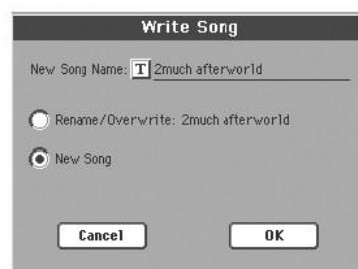 Write Song
New Song Name: T 2much afterworld
Rename/Overwrite: 2much afterworld
New Song
Cancel OK